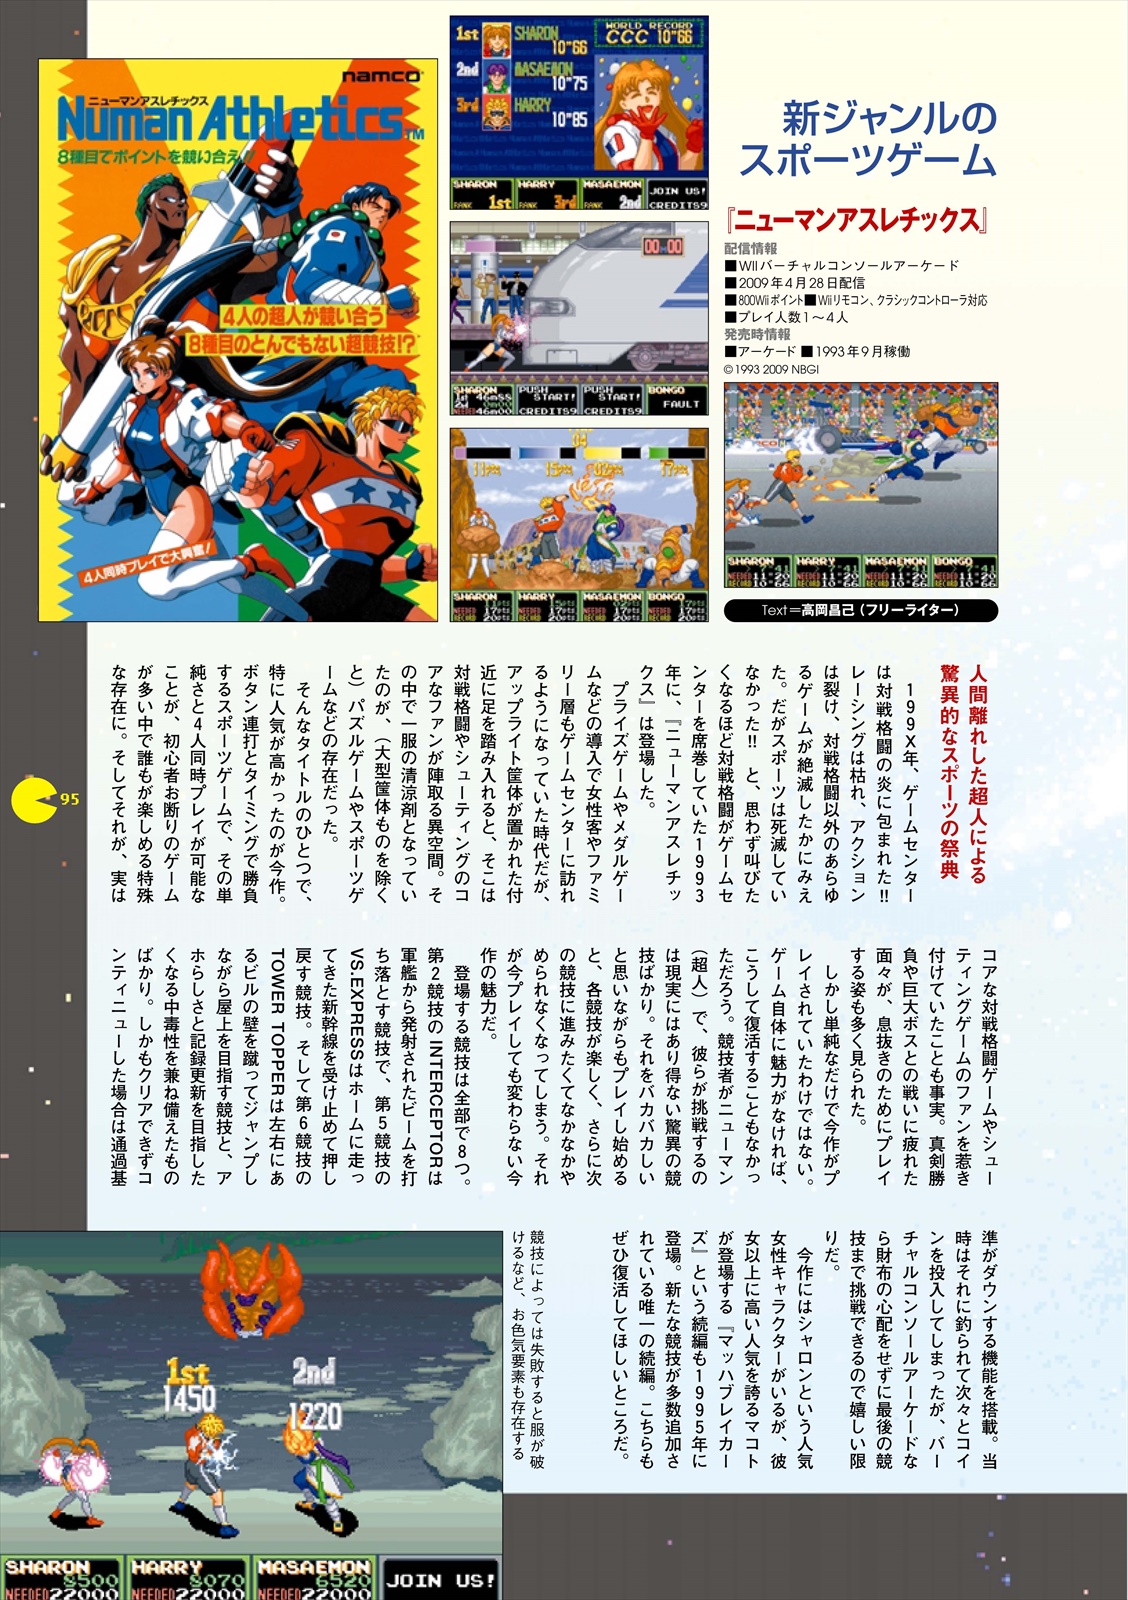 新ジャンルの
スポーツゲーム
『ニューマンアスレチックス』
配信情報
■WIIバーチャルコンソールアーケード
■2009年4月28日配信
■800Wiiポイント■Wiiリモコン、クラシックコントローラ対応
■プレイ人数1～4人
発売時情報
■アーケード ■1993年9月稼働
©1993 2009 NBGI
Text＝高岡昌己（フリーライター）
namco
ニューマンアスレチックス
Numan Athletics TM
8種目でポイントを競い合え!!
4人の超人が競い合う
8種目のとんでもない超競技!?
4人同時プレイで大興奮!
1st SHARON 10"66
2nd MASAEMON 10"75
3rd HARRY 10"85
WORLD RECORD
CCC 10"66
SHARON RANK 1st
HARRY RANK 3rd
MASAEMON RANK 2nd
JOIN US! CREDITS9
00"00
SHARON
1st 46m88
2nd 0m00
NEEDED 46m00
PUSH START! CREDITS9
PUSH START! CREDITS9
BONGO FAULT
04
11pts 15pts 02pts 17pts
SHARON 11pts NEEDED 17pts RECORD 20pts
HARRY 15pts NEEDED 17pts RECORD 20pts
MASAEMON 02pts NEEDED 17pts RECORD 20pts
BONGO 17pts NEEDED 17pts RECORD 20pts
SHARON NEEDED 11"20 RECORD 10"66
HARRY NEEDED 11"20 RECORD 10"66
MASAEMON NEEDED 11"20 RECORD 10"66
BONGO NEEDED 11"20 RECORD 10"66
人間離れした超人による
驚異的なスポーツの祭典
199X年、ゲームセンター
は対戦格闘の炎に包まれた!!
レーシングは枯れ、アクション
は裂け、対戦格闘以外のあらゆ
るゲームが絶滅したかにみえ
た。だがスポーツは死滅してい
なかった!! と、思わず叫びた
くなるほど対戦格闘がゲームセ
ンターを席巻していた1993
年に、『ニューマンアスレチッ
クス』は登場した。
プライズゲームやメダルゲー
ムなどの導入で女性客やファミ
リー層もゲームセンターに訪れ
るようになっていた時代だが、
アップライト筐体が置かれた付
近に足を踏み入れると、そこは
対戦格闘やシューティングのコ
アなファンが陣取る異空間。そ
の中で一服の清涼剤となってい
たのが、（大型筐体ものを除く
と）パズルゲームやスポーツゲ
ームなどの存在だった。
そんなタイトルのひとつで、
特に人気が高かったのが今作。
ボタン連打とタイミングで勝負
するスポーツゲームで、その単
純さと4人同時プレイが可能な
ことが、初心者お断りのゲーム
が多い中で誰もが楽しめる特殊
な存在に。そしてそれが、実は
コアな対戦格闘ゲームやシュー
ティングゲームのファンを惹き
付けていたことも事実。真剣勝
負や巨大ボスとの戦いに疲れた
面々が、息抜きのためにプレイ
する姿も多く見られた。
しかし単純なだけで今作がプ
レイされていたわけではない。
ゲーム自体に魅力がなければ、
こうして復活することもなかっ
ただろう。競技者がニューマン
（超人）で、彼らが挑戦するの
は現実にはあり得ない驚異の競
技ばかり。それをバカバカしい
と思いながらもプレイし始める
と、各競技が楽しく、さらに次
の競技に進みたくてなかなかや
められなくなってしまう。それ
が今プレイしても変わらない今
作の魅力だ。
登場する競技は全部で8つ。
第2競技のINTERCEPTORは
軍艦から発射されたビームを打
ち落とす競技で、第5競技の
VS.EXPRESSはホームに走っ
てきた新幹線を受け止めて押し
戻す競技。そして第6競技の
TOWER TOPPERは左右にあ
るビルの壁を蹴ってジャンプし
ながら屋上を目指す競技と、ア
ホらしさと記録更新を目指した
くなる中毒性を兼ね備えたもの
ばかり。しかもクリアできずコ
ンティニューした場合は通過基
準がダウンする機能を搭載。当
時はそれに釣られて次々とコイ
ンを投入してしまったが、バー
チャルコンソールアーケードな
ら財布の心配をせずに最後の競
技まで挑戦できるので嬉しい限
りだ。
今作にはシャロンという人気
女性キャラクターがいるが、彼
女以上に高い人気を誇るマコト
が登場する『マッハブレイカー
ズ』という続編も1995年に
登場。新たな競技が多数追加さ
れている唯一の続編。こちらも
ぜひ復活してほしいところだ。
競技によっては失敗すると服が破
けるなど、お色気要素も存在する
1st 1450
2nd 1220
SHARON 8500 NEEDED 22000
HARRY 8070 NEEDED 22000
MASAEMON 6520 NEEDED 22000
JOIN US!
95